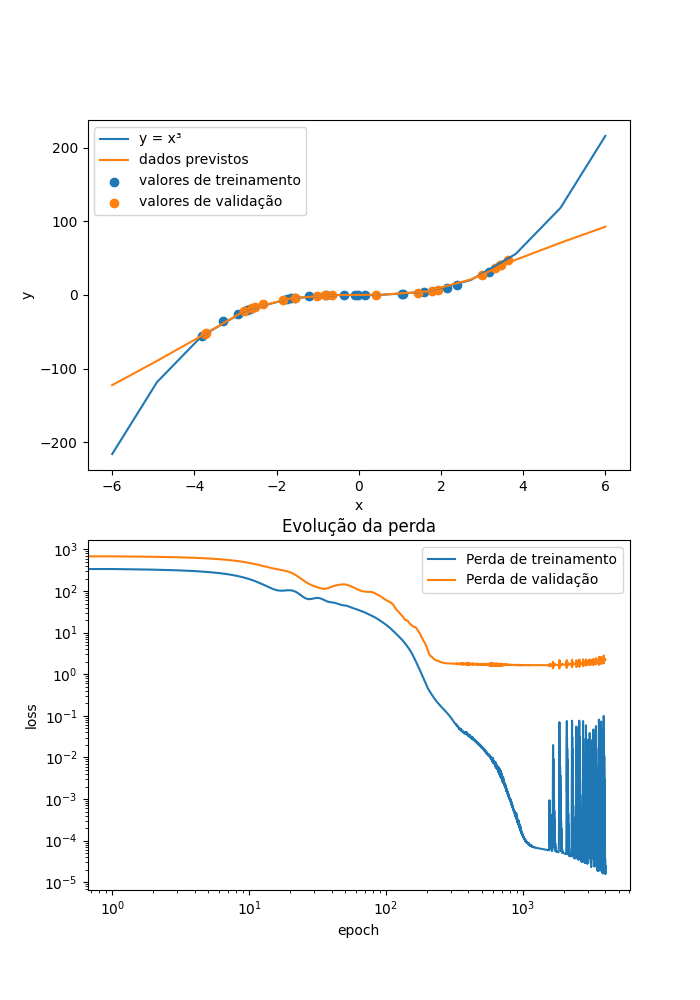 y = x³
dados previstos
valores de treinamento
valores de validação
200
100
0
−100
−200
y
−6 −4 −2 0 2 4 6
x
Evolução da perda
Perda de treinamento
Perda de validação
10³
10²
10¹
10⁰
10⁻¹
10⁻²
10⁻³
10⁻⁴
10⁻⁵
loss
10⁰ 10¹ 10² 10³
epoch